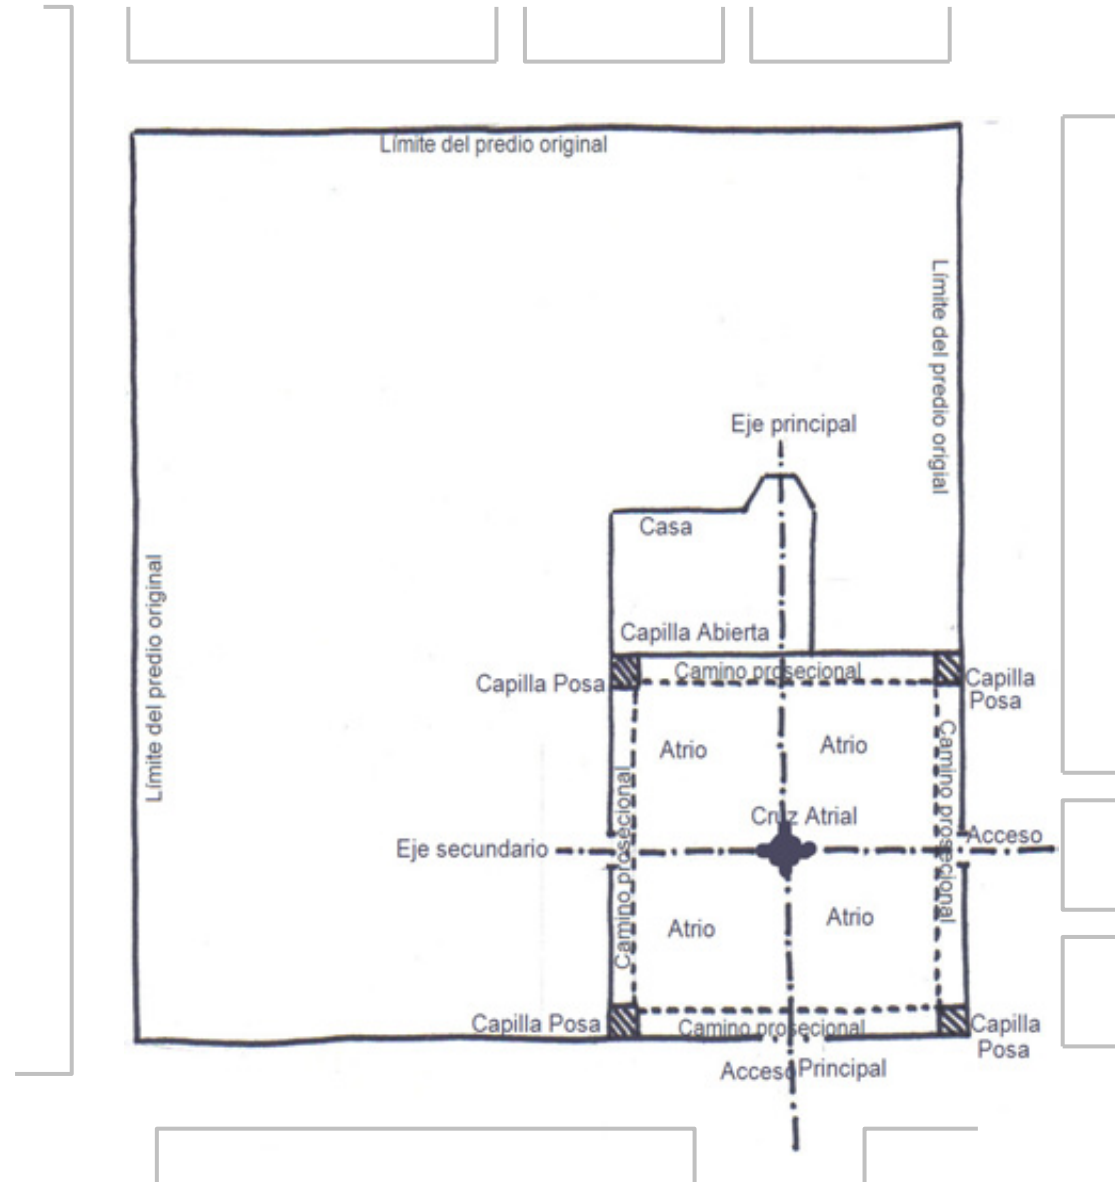 Límite del predio original
Límite del predio origial
Eje principal
Casa
Límite del predio original
Capilla Abierta
Camino prosecional
Capilla Posa
Capilla
Posa
Atrio
Atrio
Camino prosecional
Camino prosecional
Cruz Atrial
Acceso
Eje secundario
Atrio
Atrio
Capilla Posa
Camino prosecional
Capilla
Posa
Acceso Principal